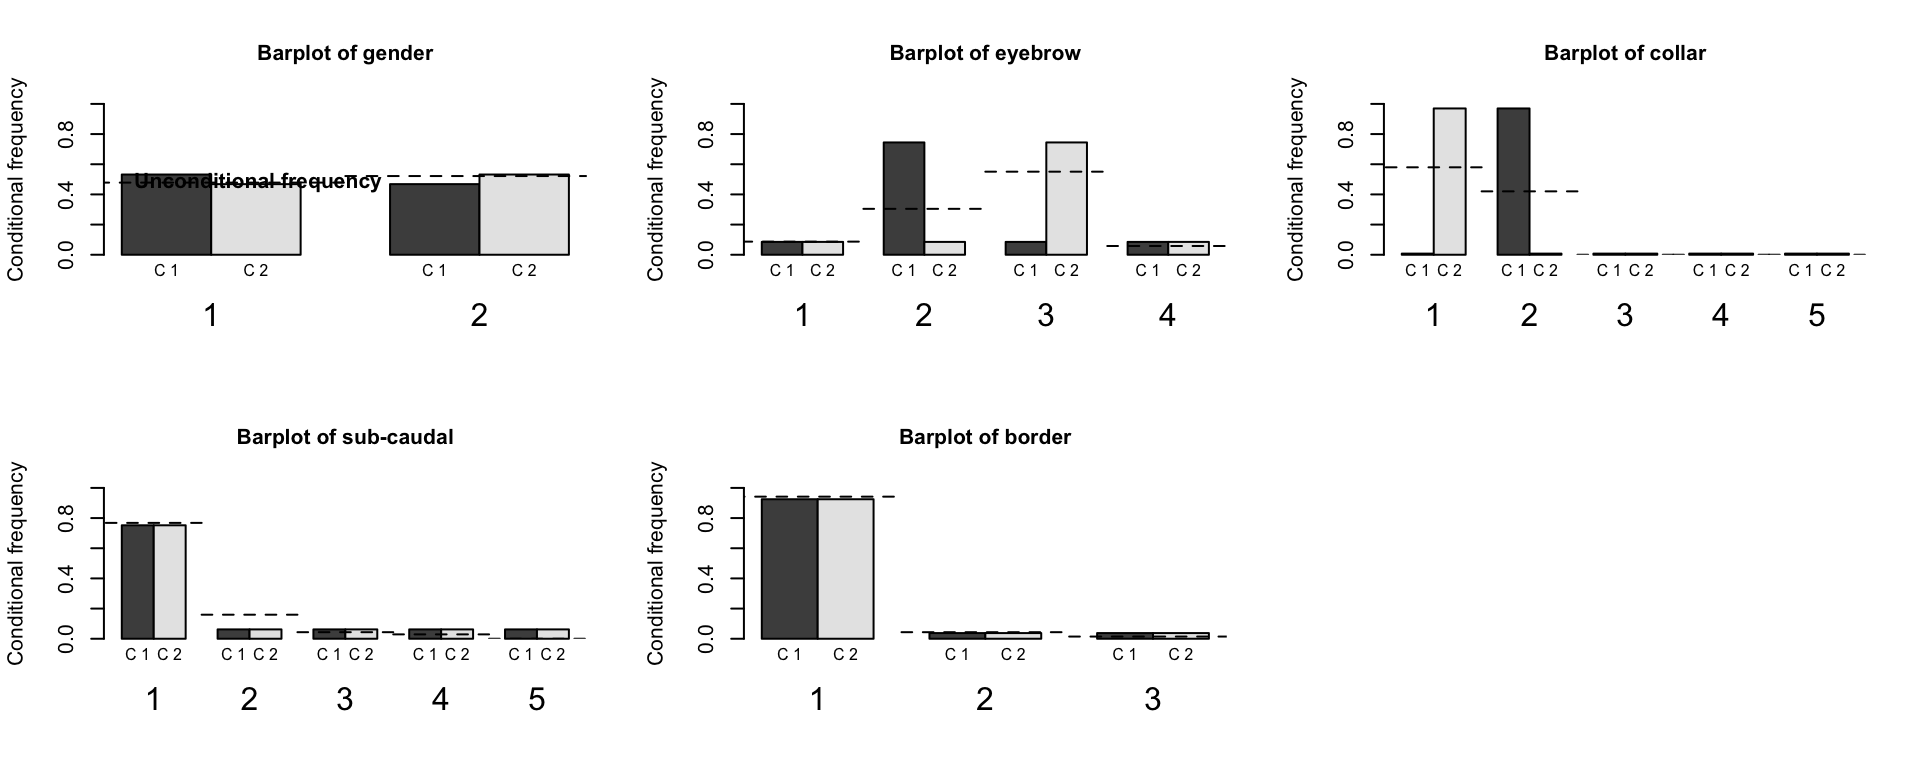 Barplot of gender
Conditional frequency
0.0 0.4 0.8
Unconditional frequency
C 1 C 2 C 1 C 2
1 2
Barplot of eyebrow
Conditional frequency
0.0 0.4 0.8
C 1 C 2 C 1 C 2 C 1 C 2 C 1 C 2
1 2 3 4
Barplot of collar
Conditional frequency
0.0 0.4 0.8
C 1 C 2 C 1 C 2 C 1 C 2 C 1 C 2 C 1 C 2
1 2 3 4 5
Barplot of sub-caudal
Conditional frequency
0.0 0.4 0.8
C 1 C 2 C 1 C 2 C 1 C 2 C 1 C 2 C 1 C 2
1 2 3 4 5
Barplot of border
Conditional frequency
0.0 0.4 0.8
C 1 C 2 C 1 C 2 C 1 C 2
1 2 3